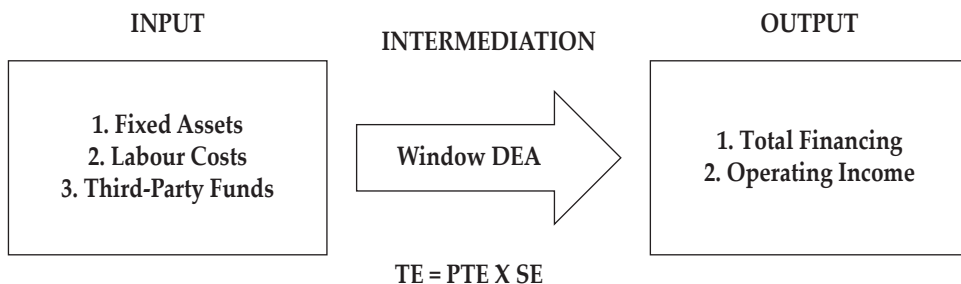 INPUT
1. Fixed Assets
2. Labour Costs
3. Third-Party Funds
INTERMEDIATION
Window DEA
TE = PTE X SE
OUTPUT
1. Total Financing
2. Operating Income